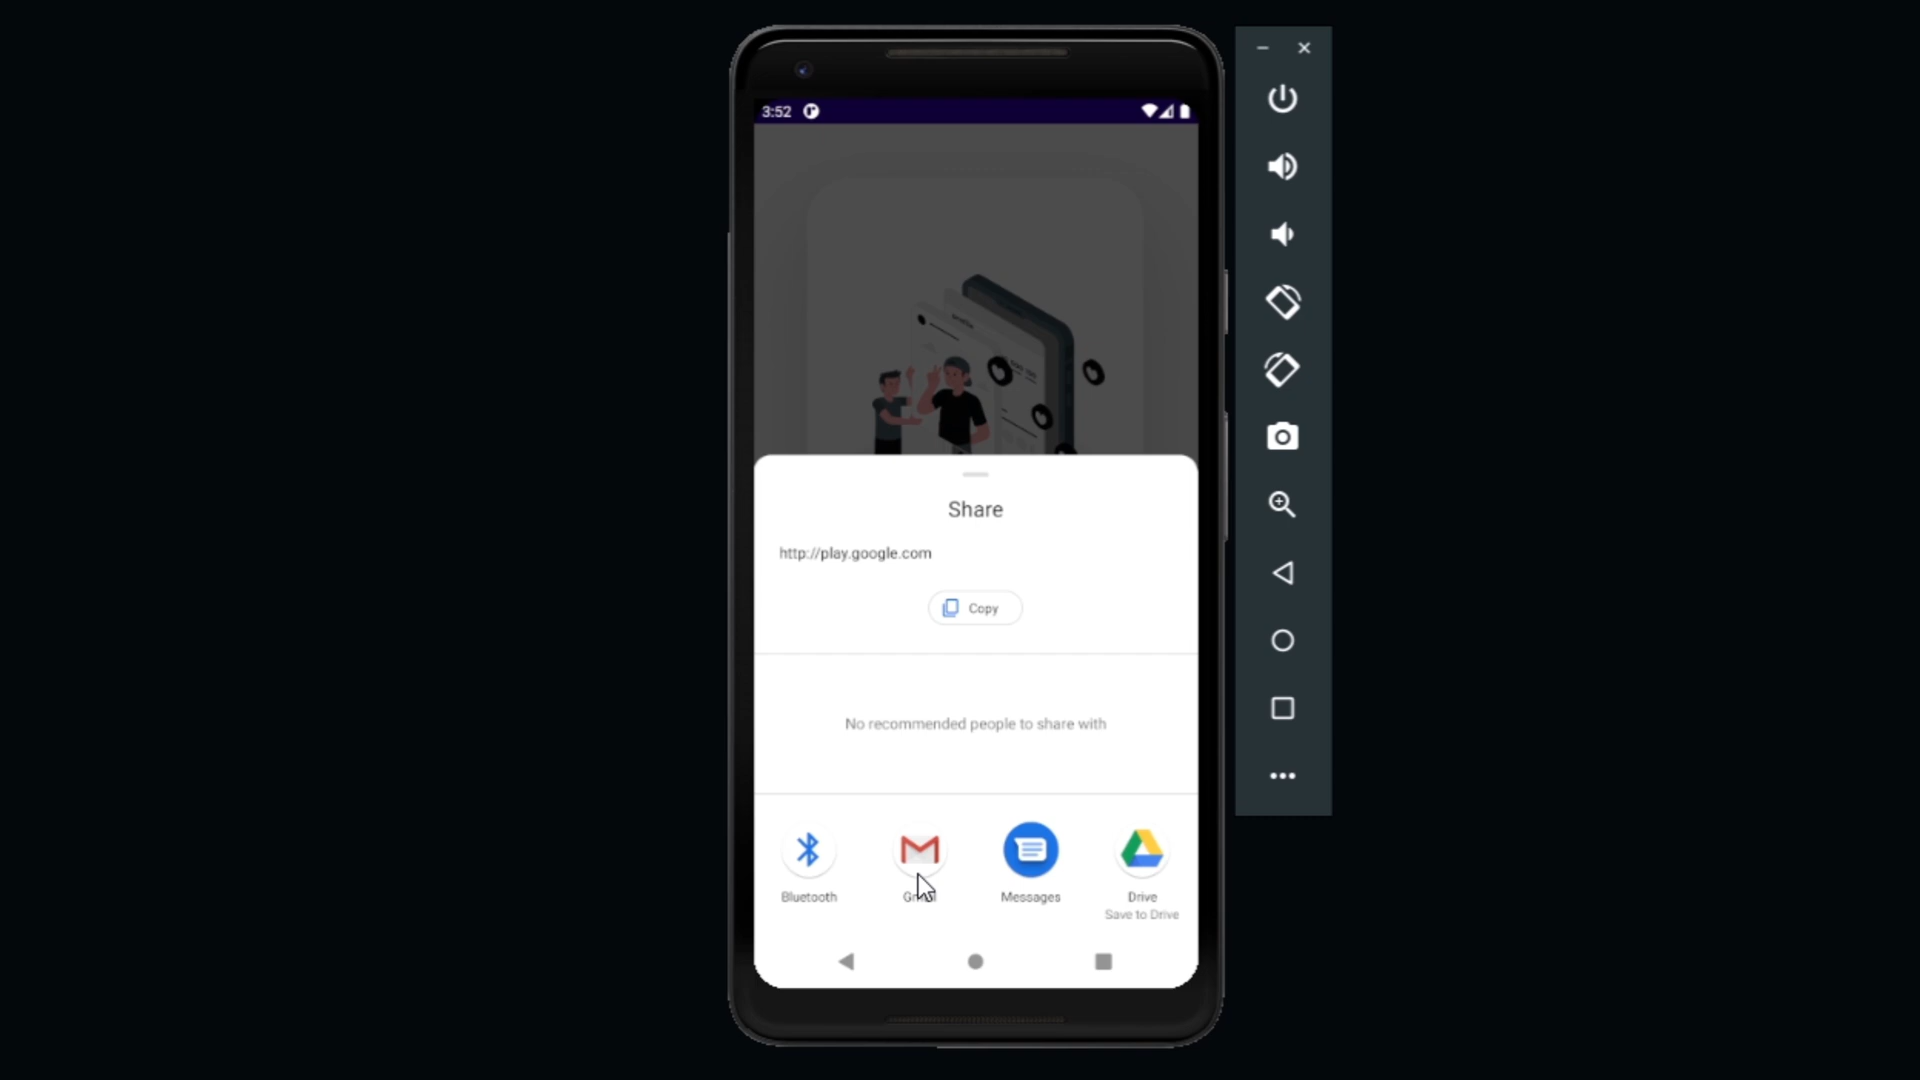 3:52
Share
http://play.google.com
Copy
No recommended people to share with
Bluetooth
Messages
Drive
Save to Drive